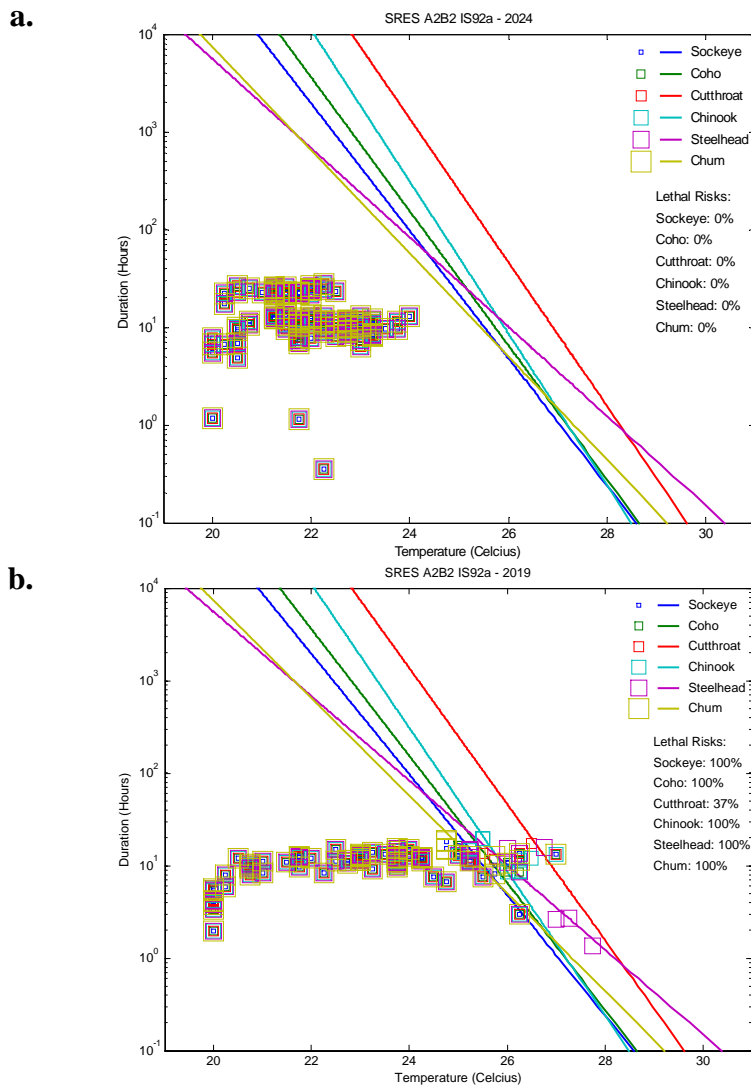 a.
SRES A2B2 IS92a - 2024
10^4
10^3
10^2
10^1
10^0
10^-1
Duration (Hours)
Sockeye
Coho
Cutthroat
Chinook
Steelhead
Chum
Lethal Risks:
Sockeye: 0%
Coho: 0%
Cutthroat: 0%
Chinook: 0%
Steelhead: 0%
Chum: 0%
20 22 24 26 28 30
Temperature (Celcius)
b.
SRES A2B2 IS92a - 2019
10^4
10^3
10^2
10^1
10^0
10^-1
Duration (Hours)
Sockeye
Coho
Cutthroat
Chinook
Steelhead
Chum
Lethal Risks:
Sockeye: 100%
Coho: 100%
Cutthroat: 37%
Chinook: 100%
Steelhead: 100%
Chum: 100%
20 22 24 26 28 30
Temperature (Celcius)